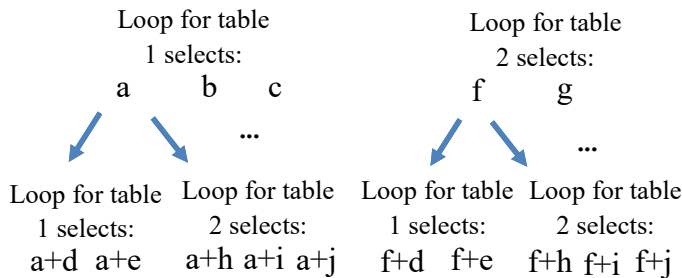 Loop for table
1 selects:
a b c
...
Loop for table
2 selects:
f g
...
Loop for table
1 selects:
a+d a+e
Loop for table
2 selects:
a+h a+i a+j
Loop for table
1 selects:
f+d f+e
Loop for table
2 selects:
f+h f+i f+j